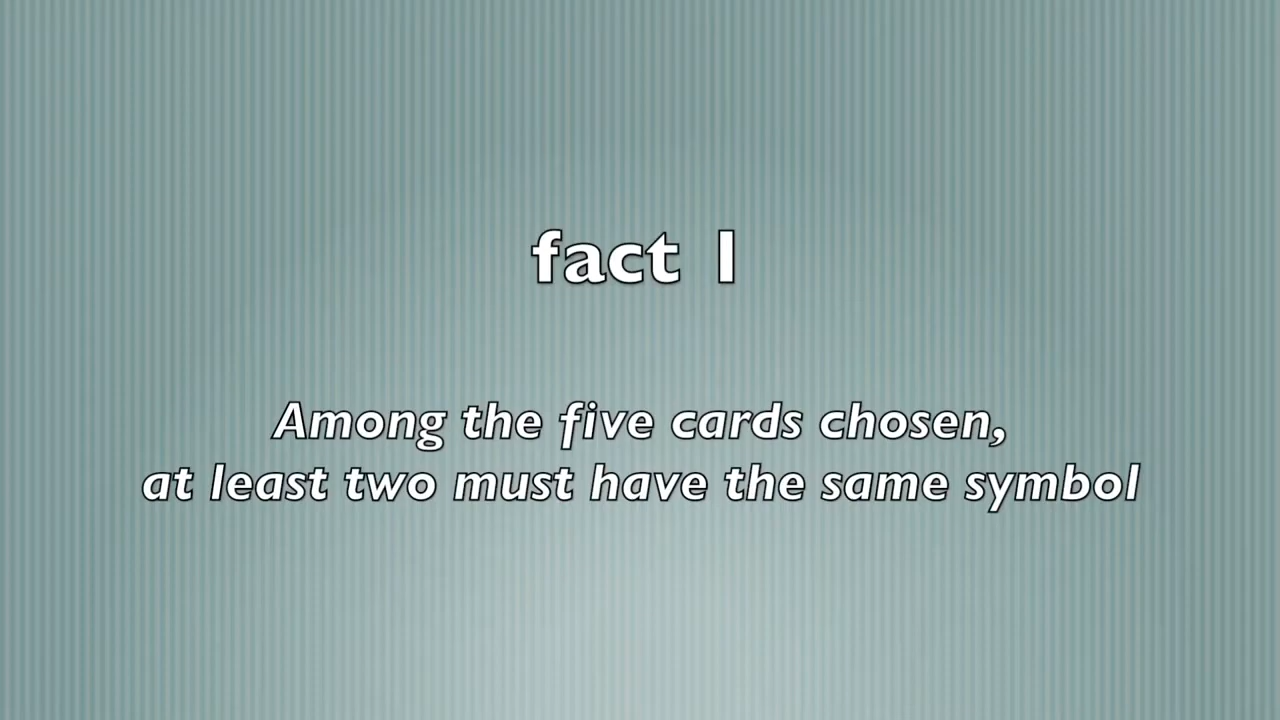 fact 1
Among the five cards chosen,
at least two must have the same symbol